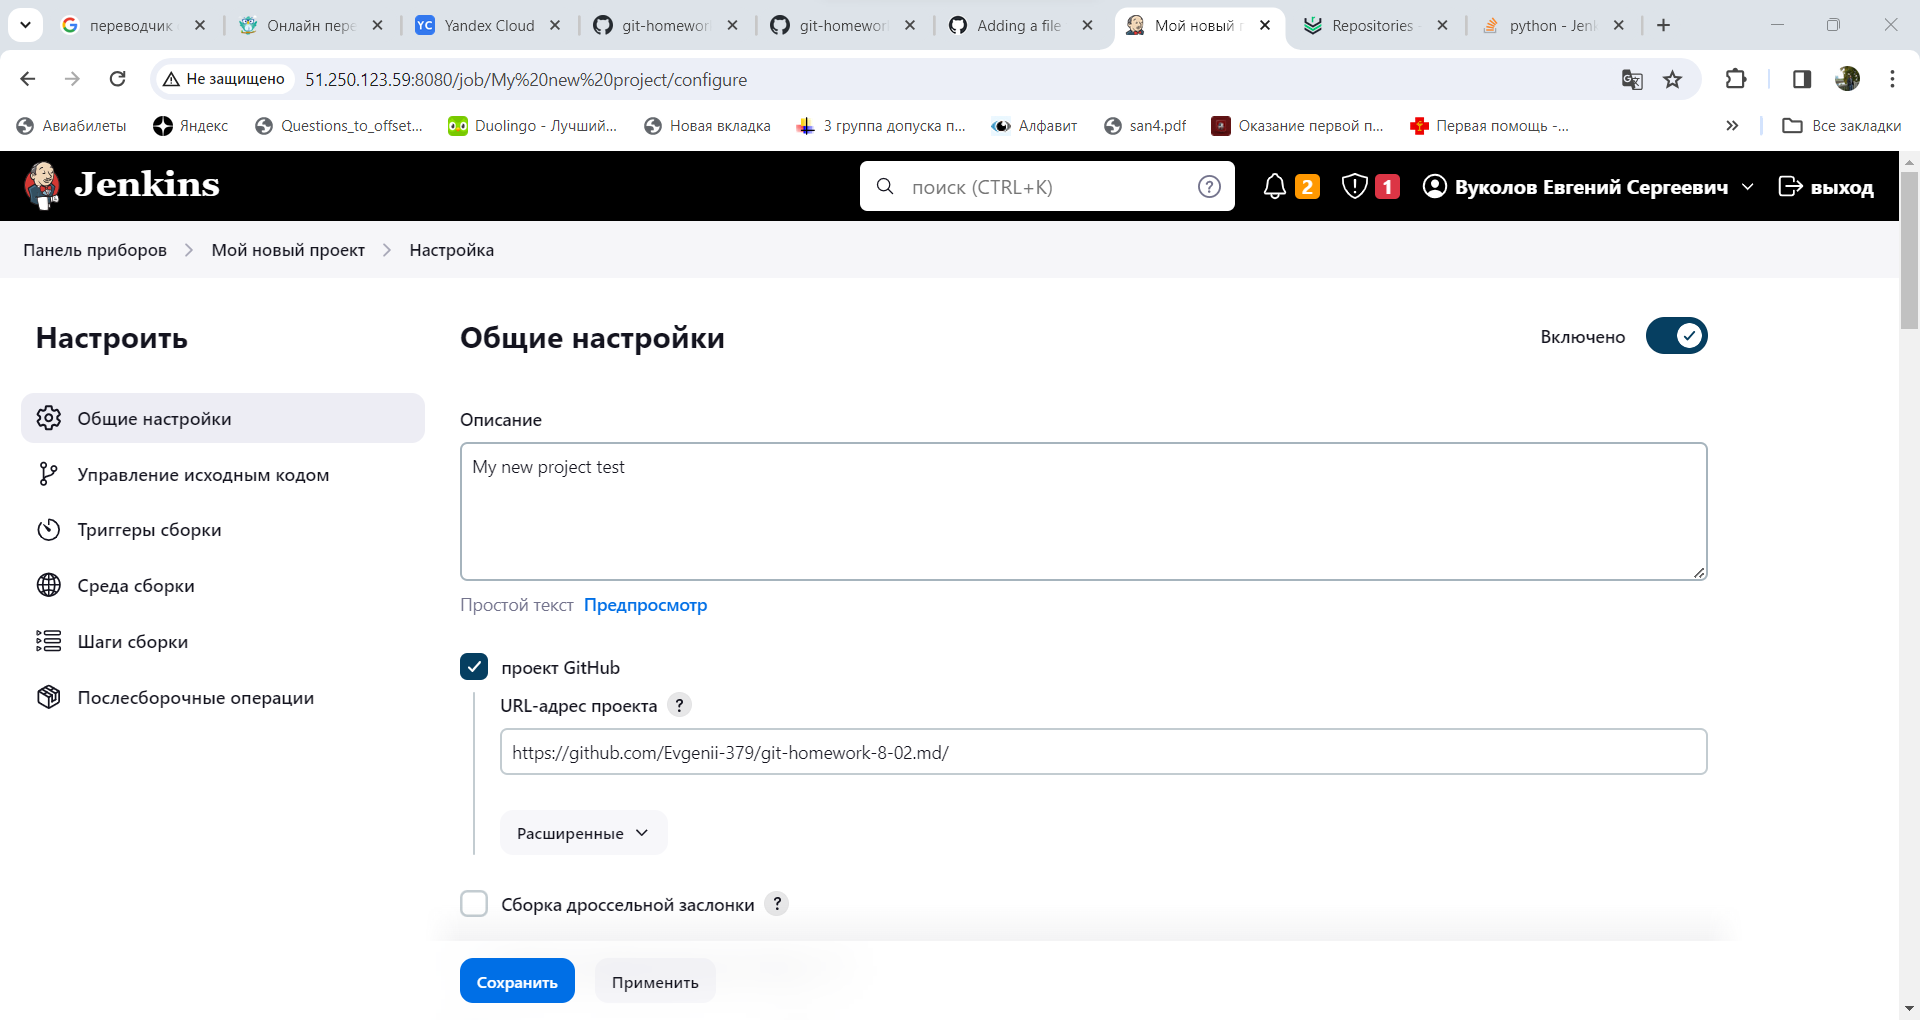 переводчик
Онлайн пере
YC Yandex Cloud
git-homewor
git-homewor
Adding a file
Мой новый п
Repositories
python - Jenk
Не защищено 51.250.123.59:8080/job/My%20new%20project/configure
Авиабилеты Яндекс Questions_to_offset... Duolingo - Лучший... Новая вкладка 3 группа допуска п... Алфавит san4.pdf Оказание первой п... Первая помощь -... » Все закладки
Jenkins поиск (CTRL+K) ? 2 1 Вуколов Евгений Сергеевич выход
Панель приборов > Мой новый проект > Настройка
Настроить
Общие настройки
Управление исходным кодом
Триггеры сборки
Среда сборки
Шаги сборки
Послесборочные операции
Общие настройки
Включено
Описание
My new project test
Простой текст Предпросмотр
проект GitHub
URL-адрес проекта ?
https://github.com/Evgenii-379/git-homework-8-02.md/
Расширенные
Сборка дроссельной заслонки ?
Сохранить Применить